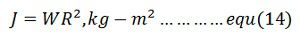 J = WR²,kg − m² … … … … equ(14)